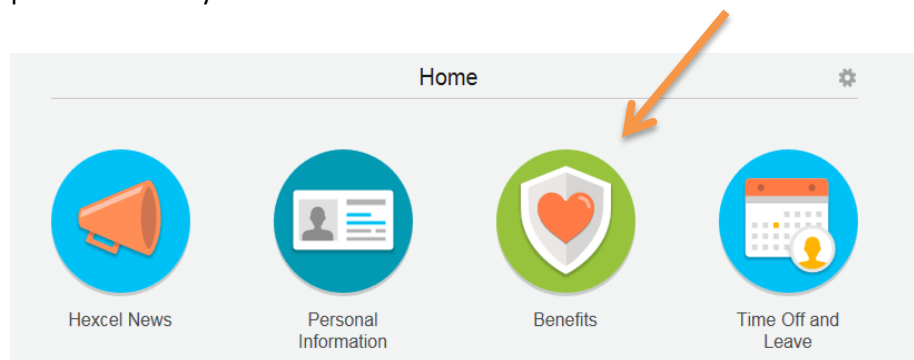 Home
Hexcel News
Personal
Information
Benefits
Time Off and
Leave